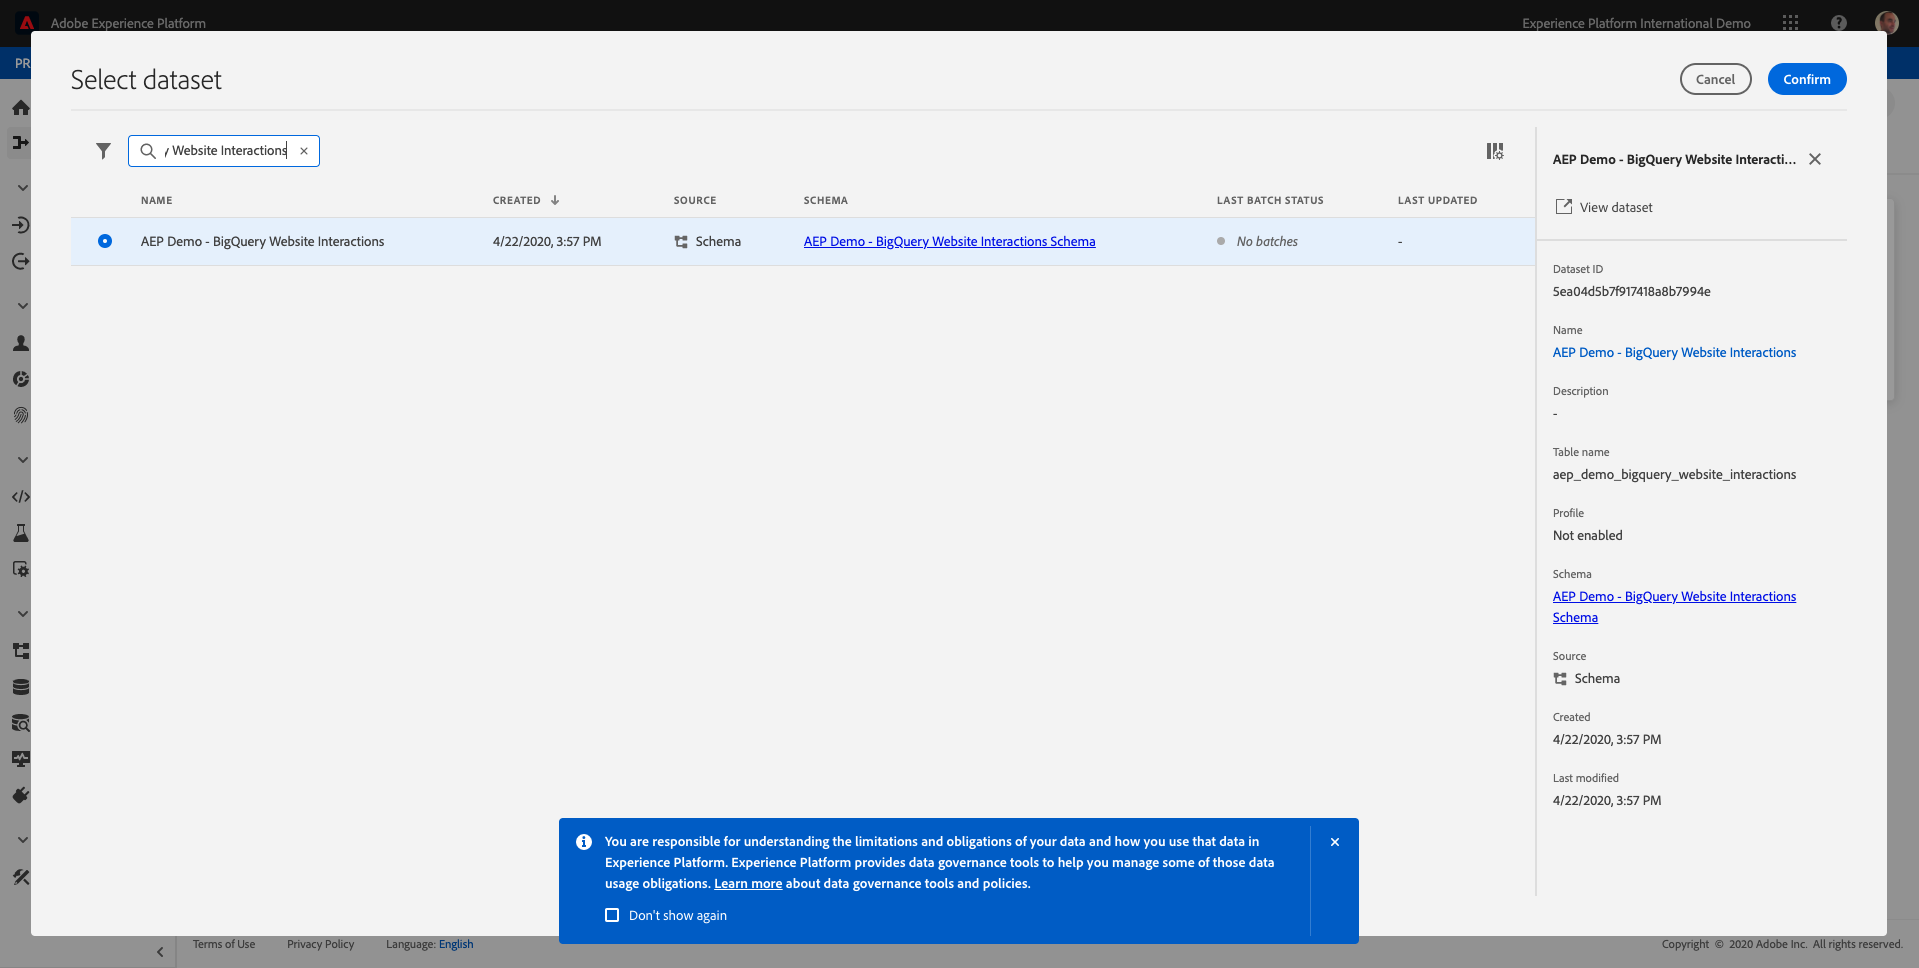 Adobe Experience Platform
Experience Platform International Demo
PR
Select dataset
Cancel
Confirm
y Website Interactions
NAME
CREATED
SOURCE
SCHEMA
LAST BATCH STATUS
LAST UPDATED
AEP Demo - BigQuery Website Interactions
4/22/2020, 3:57 PM
Schema
AEP Demo - BigQuery Website Interactions Schema
No batches
-
AEP Demo - BigQuery Website Interacti...
View dataset
Dataset ID
5ea04d5b7f917418a8b7994e
Name
AEP Demo - BigQuery Website Interactions
Description
-
Table name
aep_demo_bigquery_website_interactions
Profile
Not enabled
Schema
AEP Demo - BigQuery Website Interactions
Schema
Source
Schema
Created
4/22/2020, 3:57 PM
Last modified
4/22/2020, 3:57 PM
You are responsible for understanding the limitations and obligations of your data and how you use that data in
Experience Platform. Experience Platform provides data governance tools to help you manage some of those data
usage obligations. Learn more about data governance tools and policies.
Don't show again
Terms of Use
Privacy Policy
Language: English
Copyright © 2020 Adobe Inc. All rights reserved.